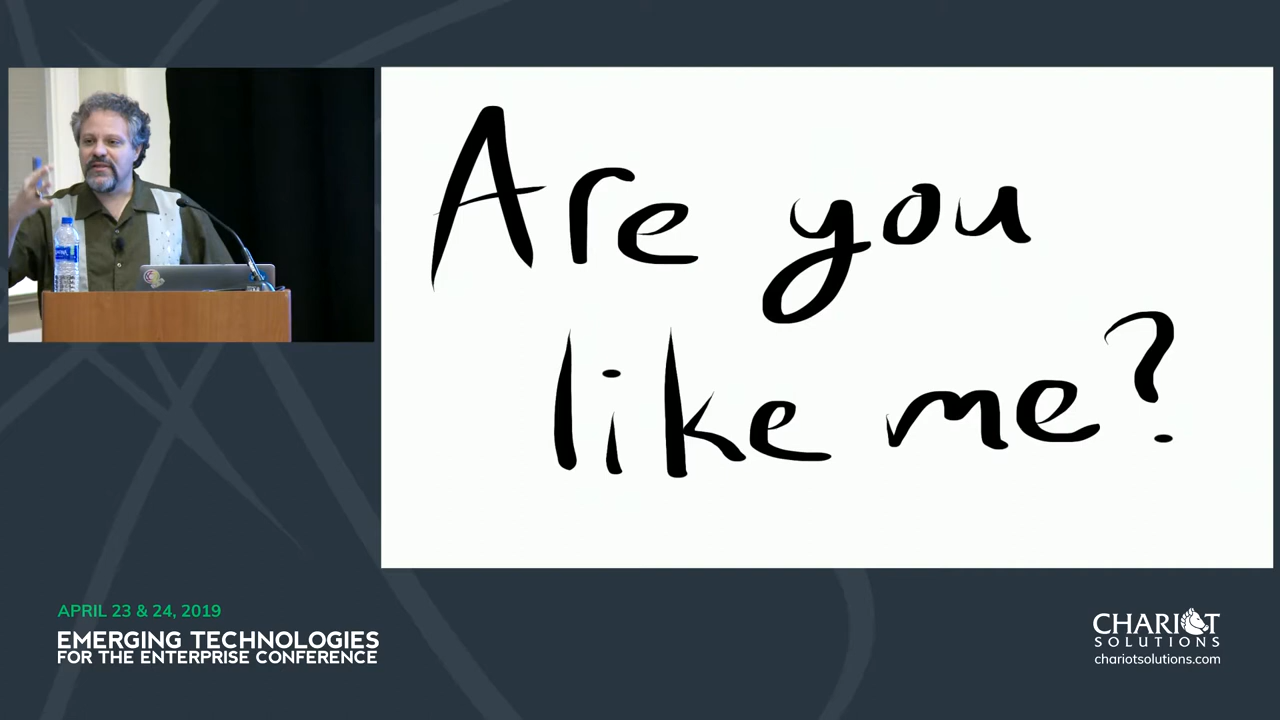 Are you
like me?
APRIL 23 & 24, 2019
EMERGING TECHNOLOGIES
FOR THE ENTERPRISE CONFERENCE
CHARIOT
SOLUTIONS
chariotsolutions.com